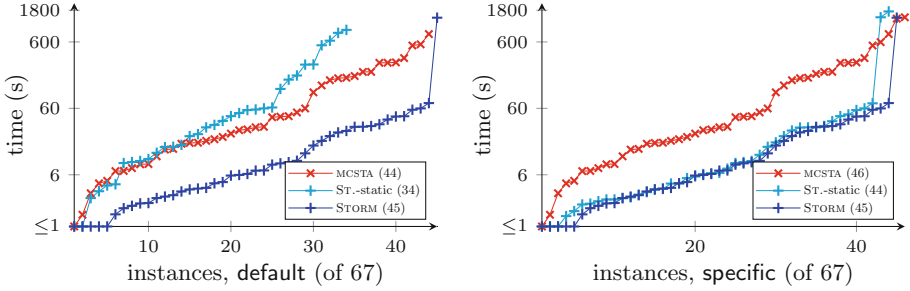 1800
600
60
6
≤1
time (s)
10
20
30
40
MCSTA (44)
ST.-static (34)
STORM (45)
instances, default (of 67)
1800
600
60
6
≤1
time (s)
20
40
MCSTA (46)
ST.-static (44)
STORM (45)
instances, specific (of 67)